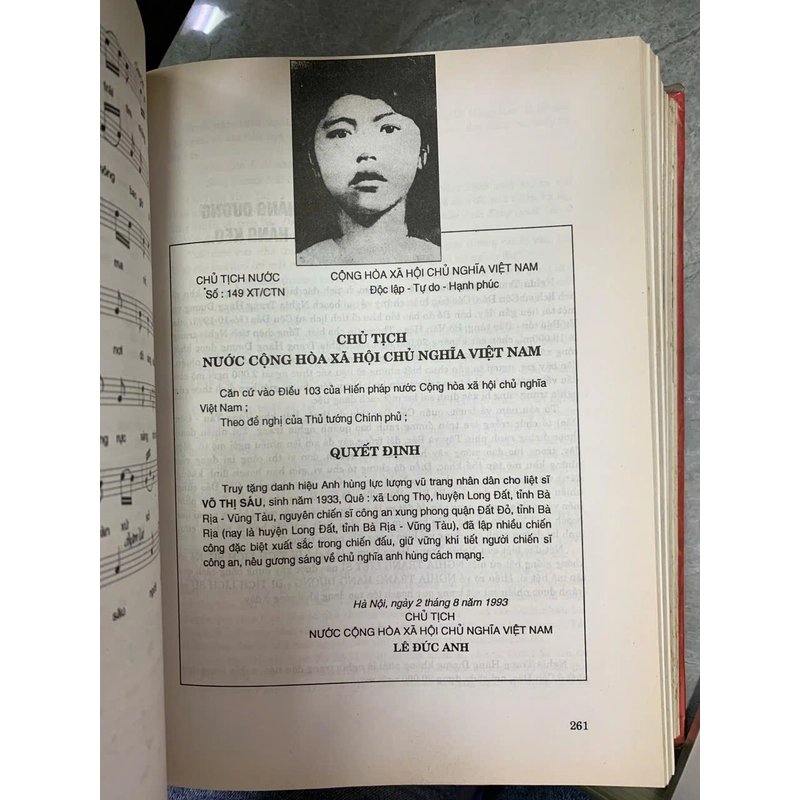 CHỦ TỊCH NƯỚC
Số : 149 XT/CTN
CỘNG HÒA XÃ HỘI CHỦ NGHĨA VIỆT NAM
Độc lập - Tự do - Hạnh phúc
CHỦ TỊCH
NƯỚC CỘNG HÒA XÃ HỘI CHỦ NGHĨA VIỆT NAM
Căn cứ vào Điều 103 của Hiến pháp nước Cộng hòa xã hội chủ nghĩa
Việt Nam ;
Theo đề nghị của Thủ tướng Chính phủ ;
QUYẾT ĐỊNH
Truy tặng danh hiệu Anh hùng lực lượng vũ trang nhân dân cho liệt sĩ
VÕ THỊ SÁU, sinh năm 1933, Quê : xã Long Thọ, huyện Long Đất, tỉnh Bà
Rịa - Vũng Tàu, nguyên chiến sĩ công an xung phong quận Đất Đỏ, tỉnh Bà
Rịa (nay là huyện Long Đất, tỉnh Bà Rịa - Vũng Tàu), đã lập nhiều chiến
công đặc biệt xuất sắc trong chiến đấu, giữ vững khí tiết người chiến sĩ
công an, nêu gương sáng về chủ nghĩa anh hùng cách mạng.
Hà Nội, ngày 2 tháng 8 năm 1993
CHỦ TỊCH
NƯỚC CỘNG HÒA XÃ HỘI CHỦ NGHĨA VIỆT NAM
LÊ ĐỨC ANH
261